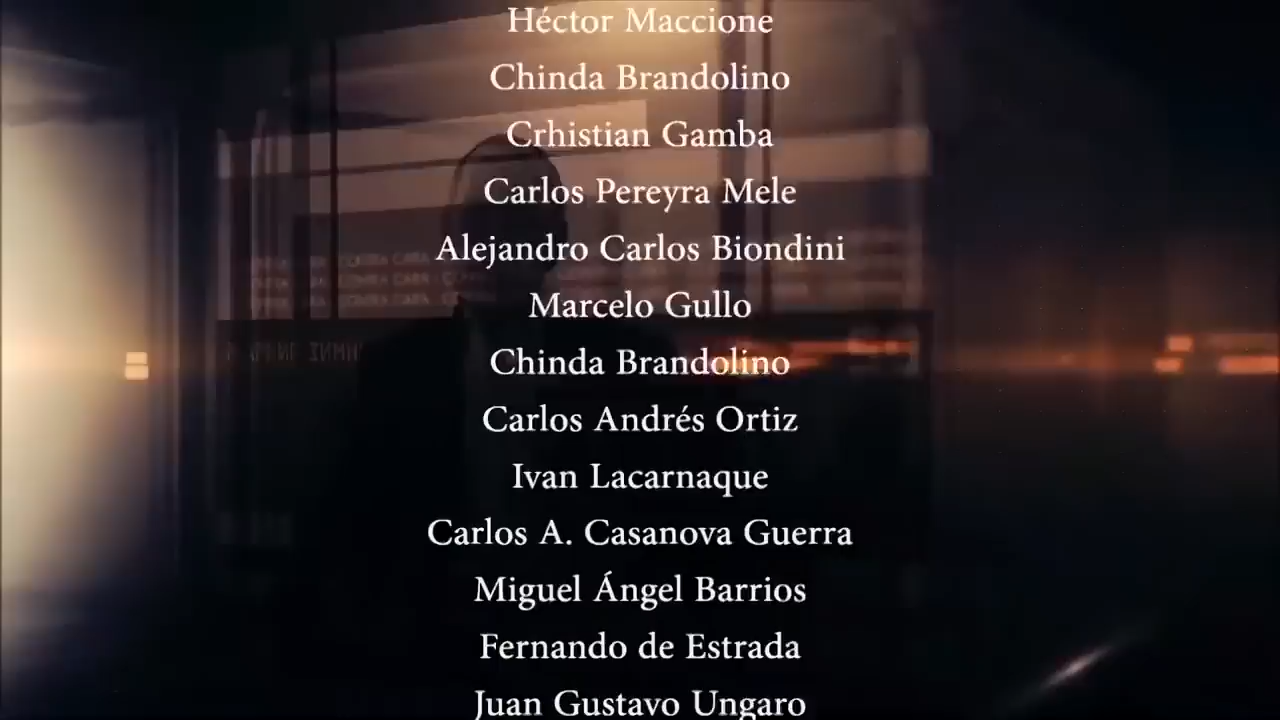 Héctor Maccione
Chinda Brandolino
Crhistian Gamba
Carlos Pereyra Mele
Alejandro Carlos Biondini
Marcelo Gullo
Chinda Brandolino
Carlos Andrés Ortiz
Ivan Lacarnaque
Carlos A. Casanova Guerra
Miguel Ángel Barrios
Fernando de Estrada
Juan Gustavo Ungaro